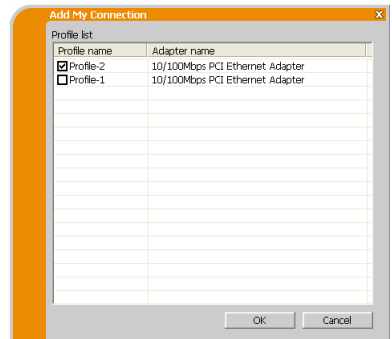 Add My Connection X
Profile list
Profile name Adapter name
Profile-2 10/100Mbps PCI Ethernet Adapter
Profile-1 10/100Mbps PCI Ethernet Adapter
OK Cancel